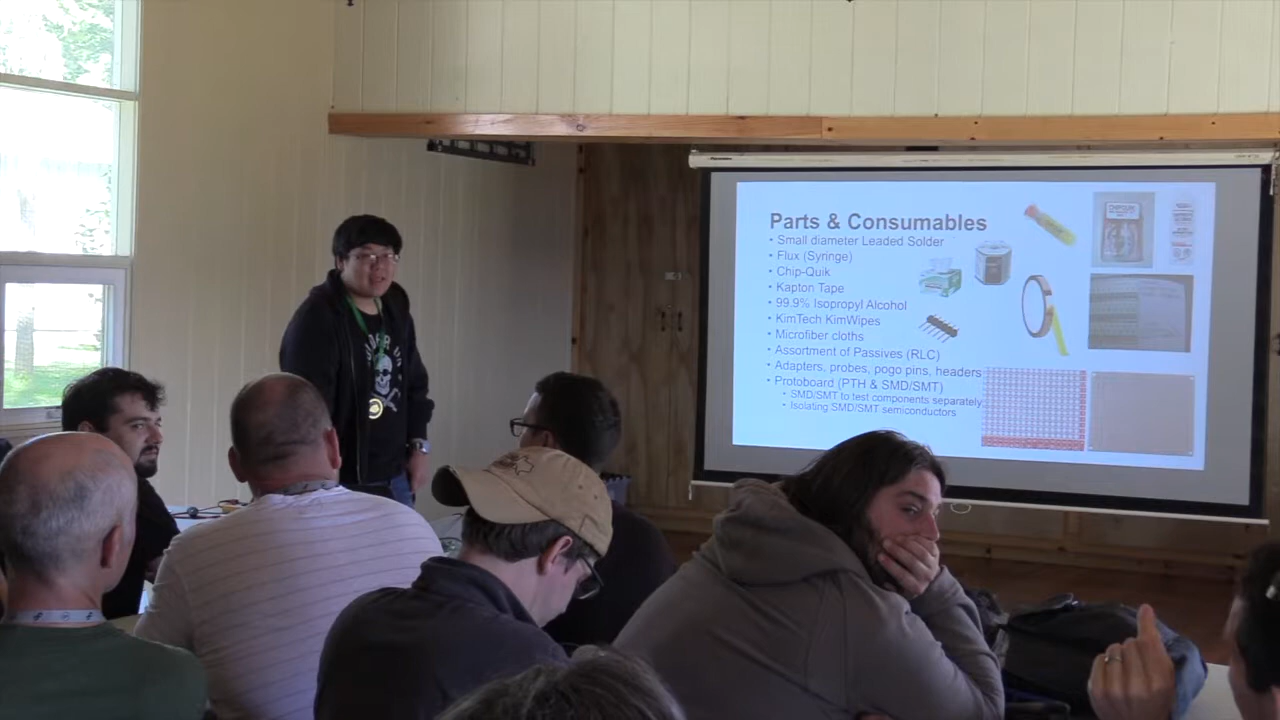 Parts & Consumables
• Small diameter Leaded Solder
• Flux (Syringe)
• Chip-Quik
• Kapton Tape
• 99.9% Isopropyl Alcohol
• KimTech KimWipes
• Microfiber cloths
• Assortment of Passives (RLC)
• Adapters, probes, pogo pins, headers
• Protoboard (PTH & SMD/SMT)
• SMD/SMT to test components separately
• Isolating SMD/SMT semiconductors